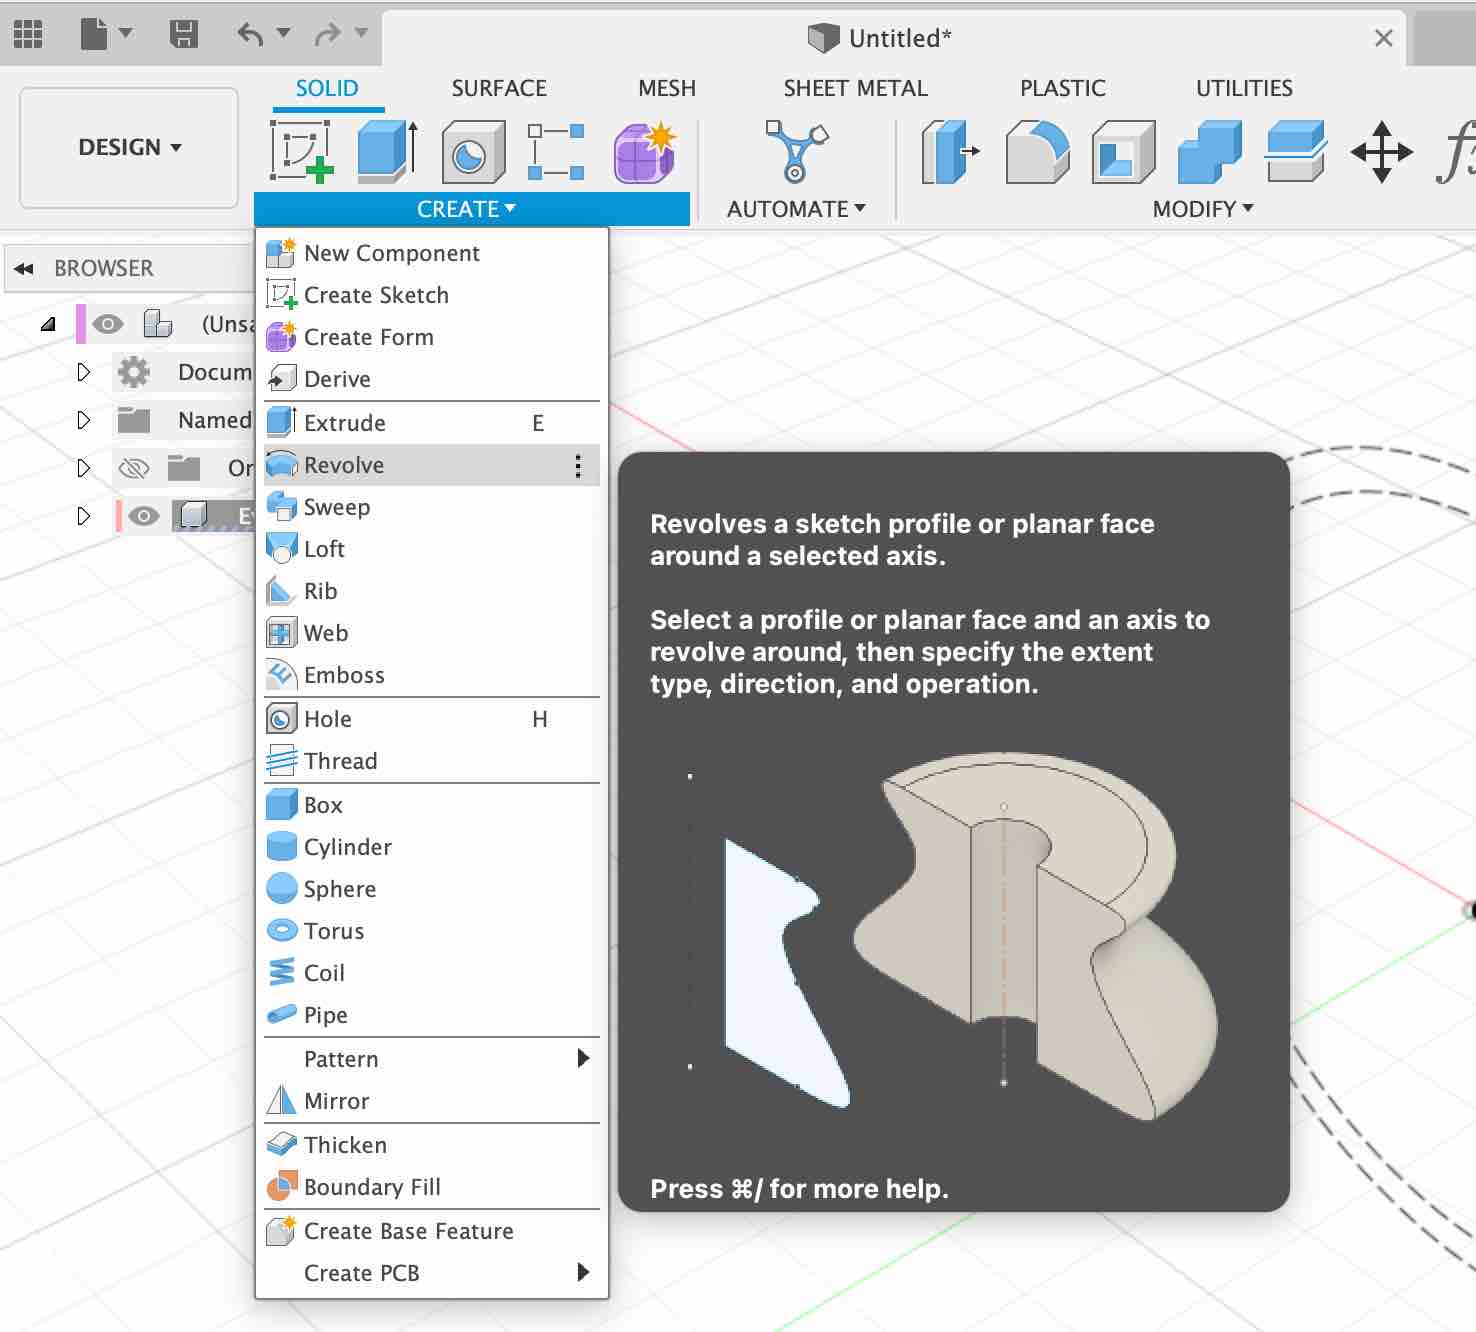 Untitled*
SOLID
SURFACE
MESH
SHEET METAL
PLASTIC
UTILITIES
DESIGN
CREATE
AUTOMATE
MODIFY
BROWSER
(Unsa
Docum
Named
Or
New Component
Create Sketch
Create Form
Derive
Extrude E
Revolve
Sweep
Loft
Rib
Web
Emboss
Hole H
Thread
Box
Cylinder
Sphere
Torus
Coil
Pipe
Pattern
Mirror
Thicken
Boundary Fill
Create Base Feature
Create PCB
Revolves a sketch profile or planar face
around a selected axis.
Select a profile or planar face and an axis to
revolve around, then specify the extent
type, direction, and operation.
Press ⌘/ for more help.